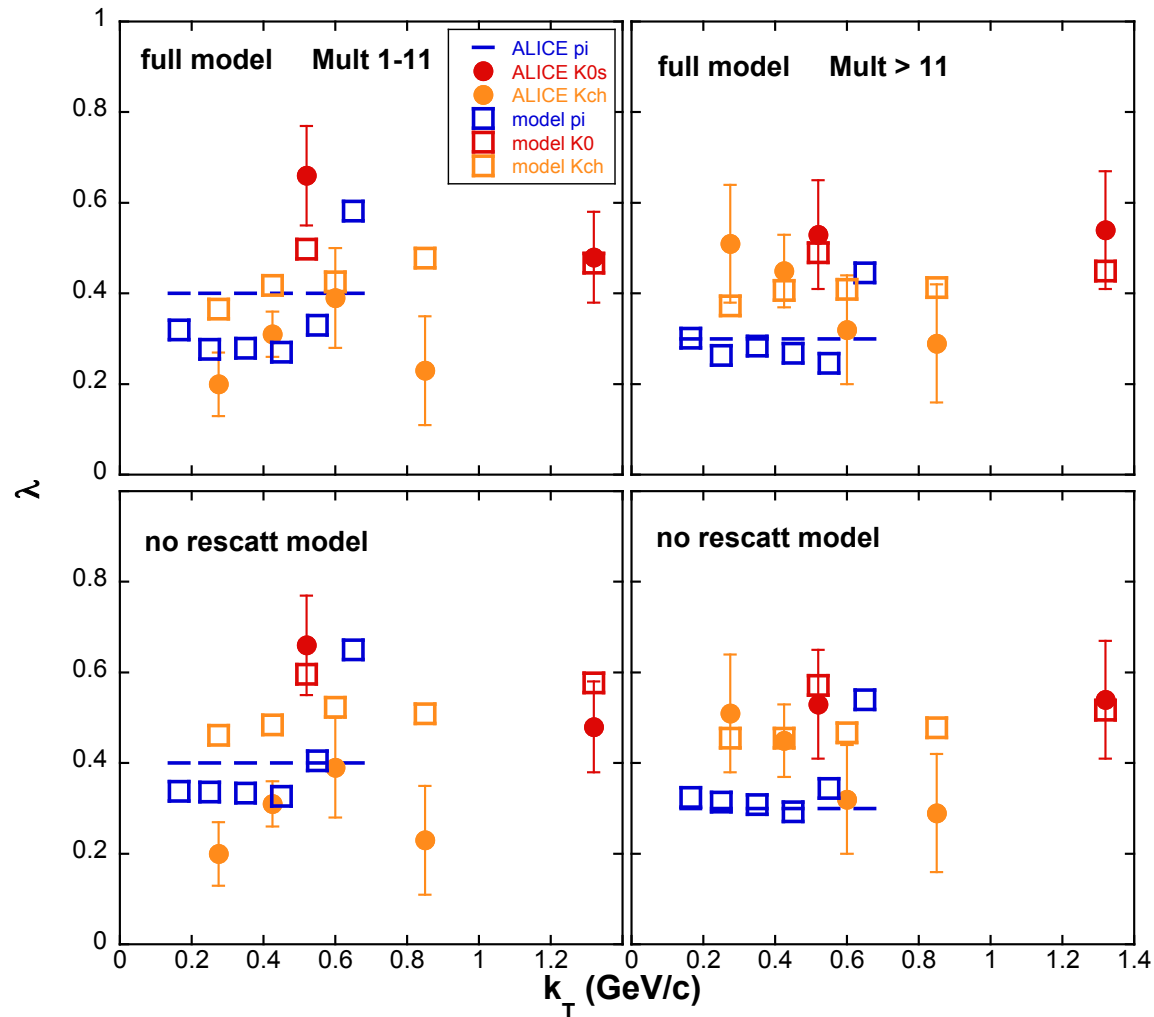 full model Mult 1-11
ALICE pi
ALICE K0s
ALICE Kch
model pi
model K0
model Kch
full model Mult > 11
1
0.8
0.6
0.4
0.2
0
λ
no rescatt model
no rescatt model
0.8
0.6
0.4
0.2
0
0 0.2 0.4 0.6 0.8 1 1.2
0.2 0.4 0.6 0.8 1 1.2 1.4
k_T (GeV/c)